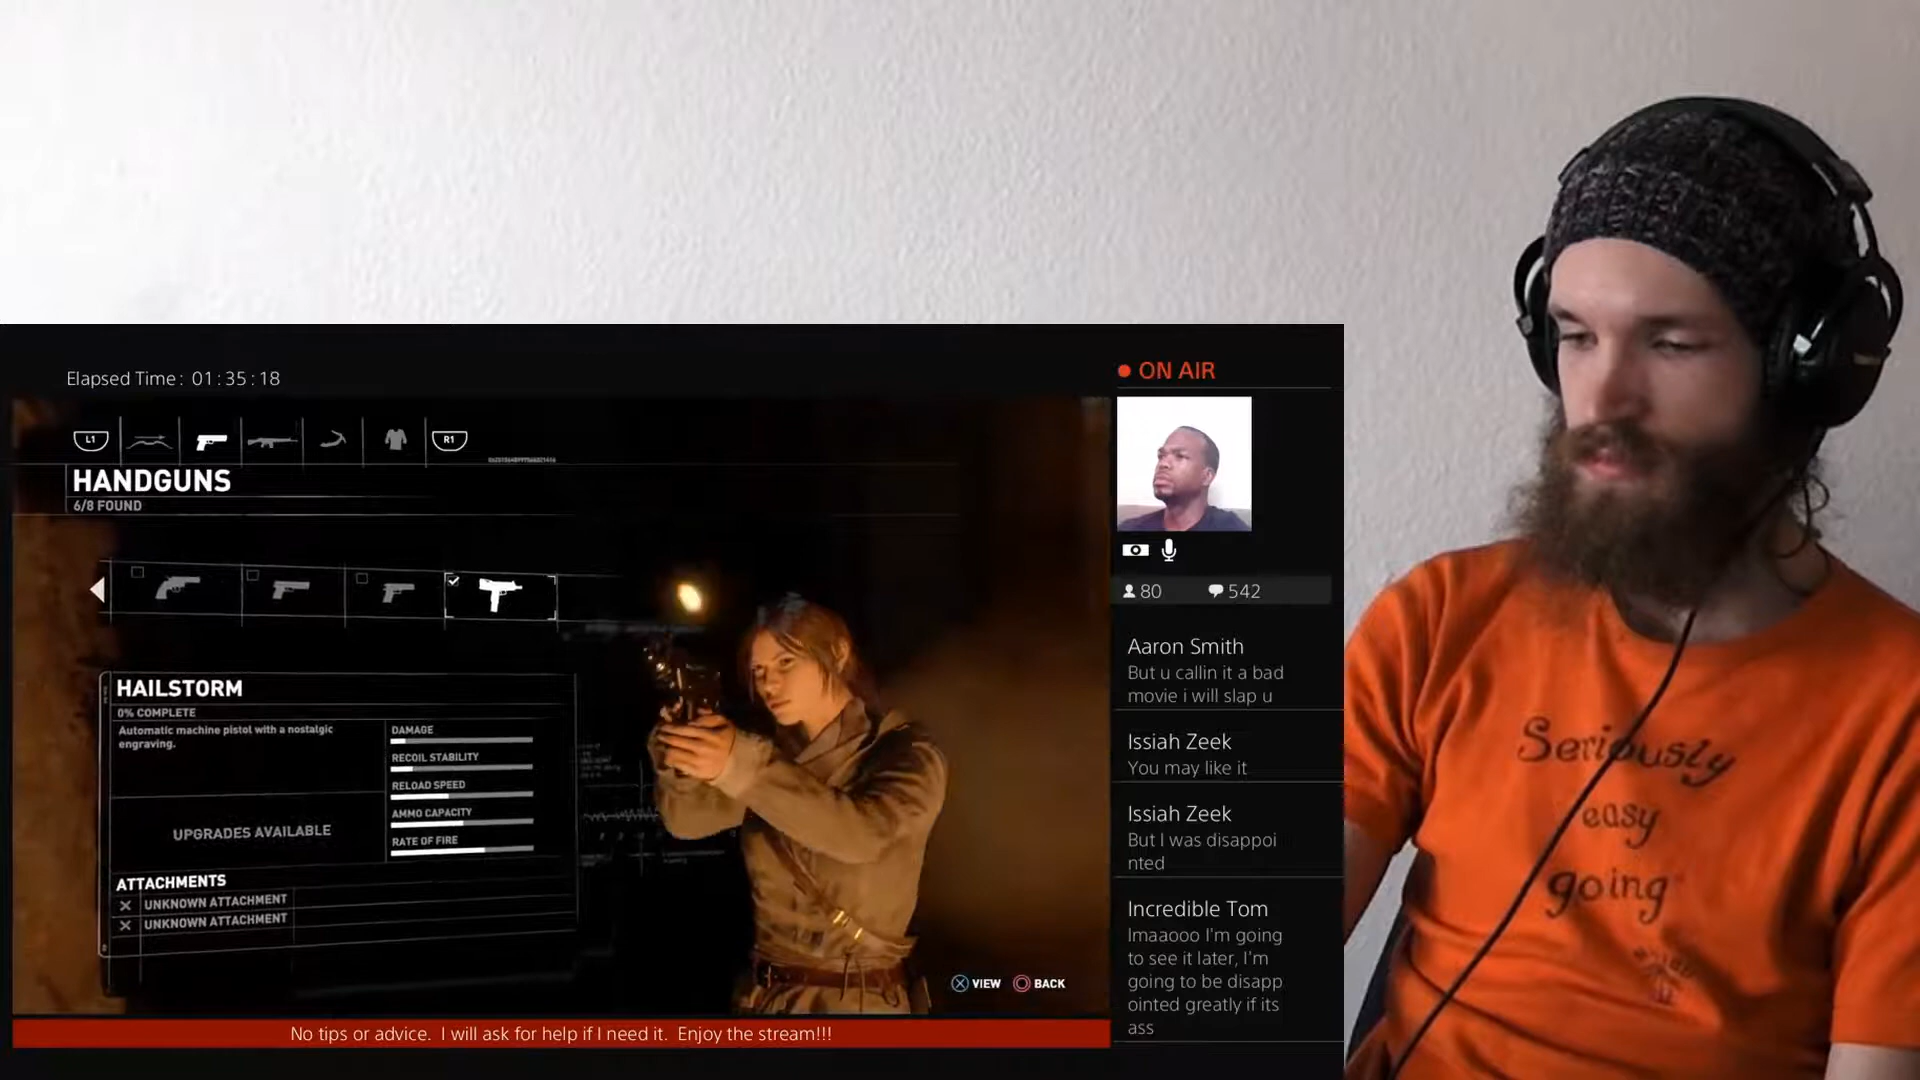 Elapsed Time: 01:35:18
L1
R1
HANDGUNS
6/8 FOUND
HAILSTORM
0% COMPLETE
Automatic machine pistol with a nostalgic
engraving.
UPGRADES AVAILABLE
DAMAGE
RECOIL STABILITY
RELOAD SPEED
AMMO CAPACITY
RATE OF FIRE
ATTACHMENTS
UNKNOWN ATTACHMENT
UNKNOWN ATTACHMENT
VIEW
BACK
No tips or advice. I will ask for help if I need it. Enjoy the stream!!!
ON AIR
80
542
Aaron Smith
But u callin it a bad
movie i will slap u
Issiah Zeek
You may like it
Issiah Zeek
But I was disappoi
nted
Incredible Tom
lmaaooo I'm going
to see it later, I'm
going to be disapp
ointed greatly if its
ass
Seriously
easy
going